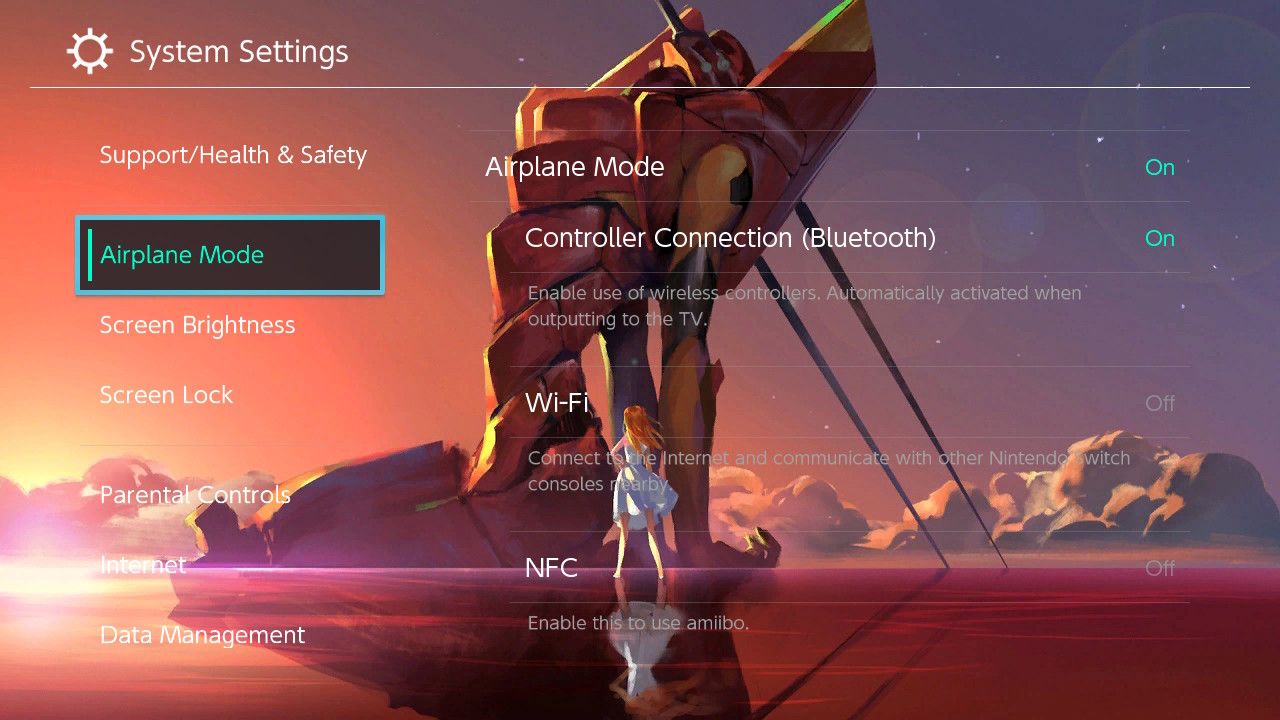 System Settings
Support/Health & Safety
Airplane Mode
Screen Brightness
Screen Lock
Parental Controls
Internet
Data Management
Airplane Mode On
Controller Connection (Bluetooth) On
Enable use of wireless controllers. Automatically activated when
outputting to the TV.
Wi-Fi Off
Connect to the Internet and communicate with other Nintendo Switch
consoles nearby.
NFC Off
Enable this to use amiibo.